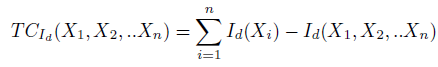 $TC_{I_d}(X_1, X_2, ..X_n) = \sum_{i=1}^{n} I_d(X_i) - I_d(X_1, X_2, ..X_n)$